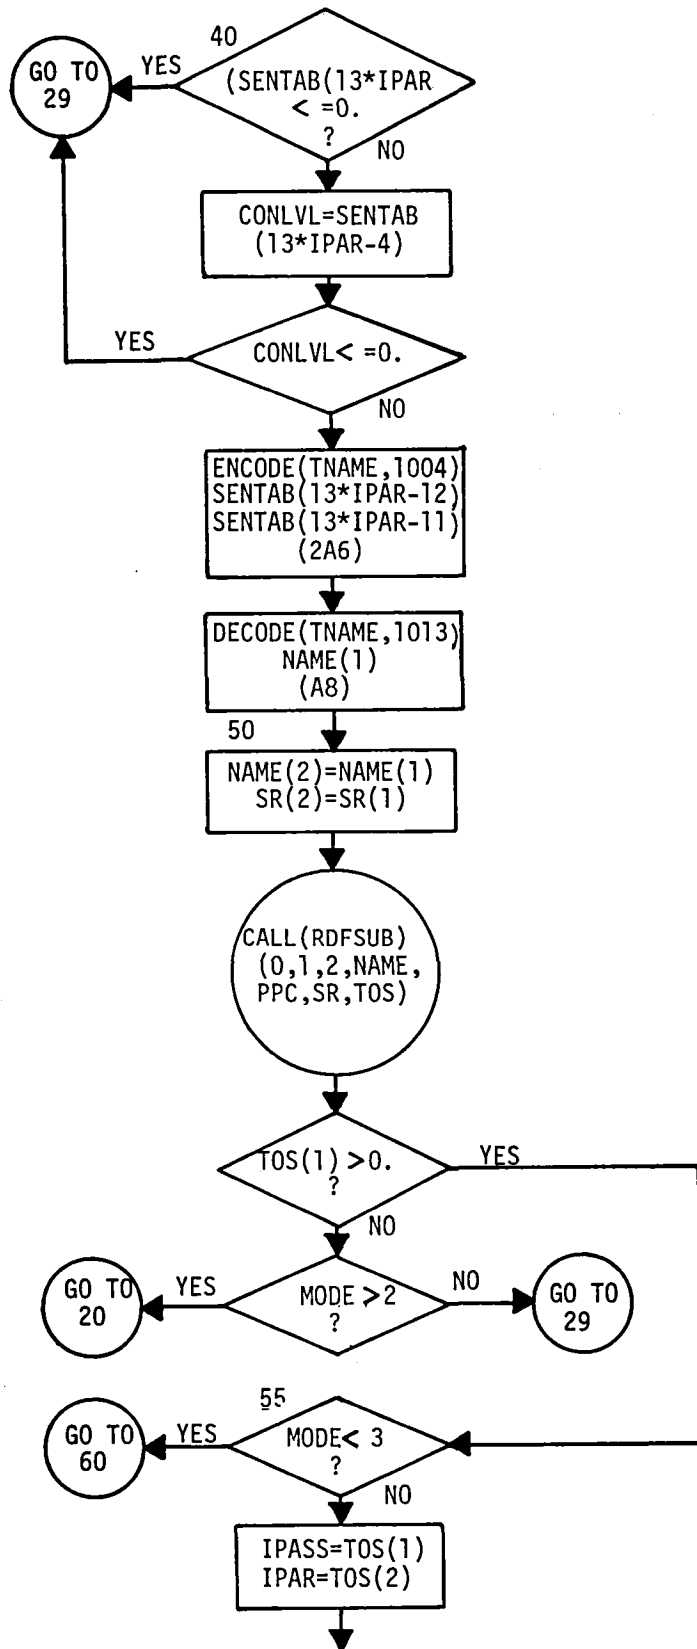 40
GO TO
29
YES
(SENTAB(13*IPAR
< =0.
?
NO
CONLVL=SENTAB
(13*IPAR-4)
YES
CONLVL< =0.
NO
ENCODE(TNAME,1004)
SENTAB(13*IPAR-12)
SENTAB(13*IPAR-11)
(2A6)
DECODE(TNAME,1013)
NAME(1)
(A8)
50
NAME(2)=NAME(1)
SR(2)=SR(1)
CALL(RDFSUB)
(0,1,2,NAME,
PPC,SR,TOS)
TOS(1) >0.
?
YES
NO
GO TO
20
YES
MODE >2
?
NO
GO TO
29
55
GO TO
60
YES
MODE< 3
?
NO
IPASS=TOS(1)
IPAR=TOS(2)